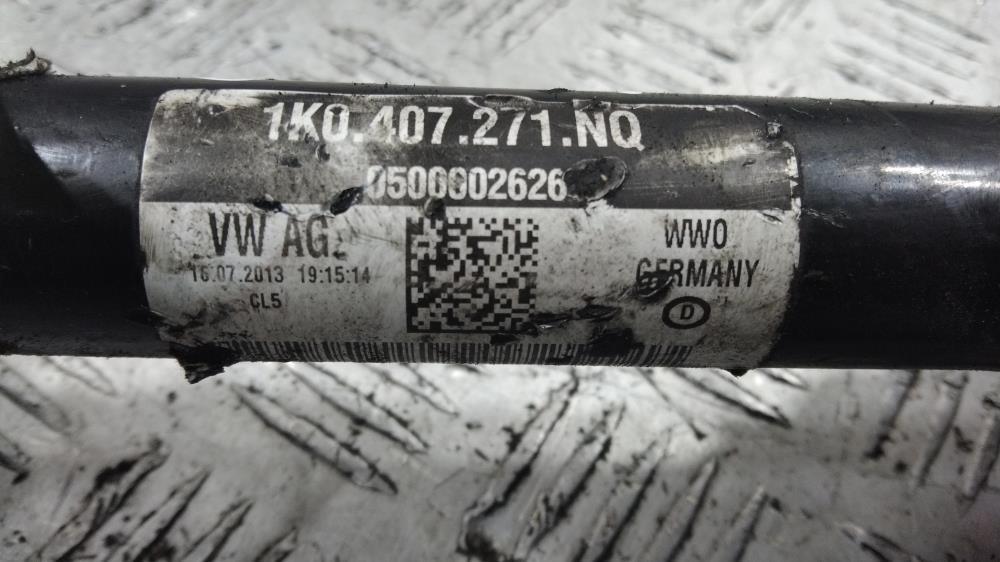 1K0.407.271.NQ
0500002626
VW AG
16.07.2013 19:15:14
CL5
WWO
GERMANY
D